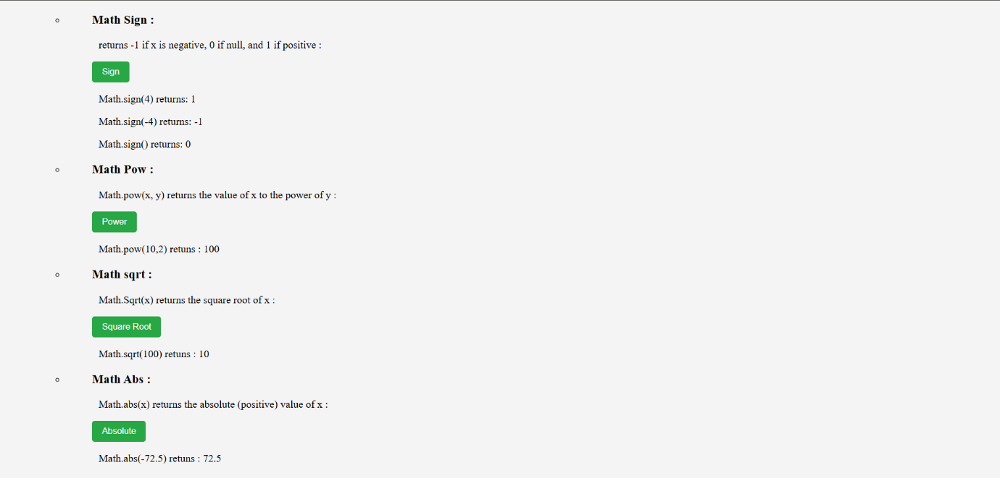 Math Sign :
returns -1 if x is negative, 0 if null, and 1 if positive :
Sign
Math.sign(4) returns: 1
Math.sign(-4) returns: -1
Math.sign() returns: 0
Math Pow :
Math.pow(x, y) returns the value of x to the power of y :
Power
Math.pow(10,2) retuns : 100
Math sqrt :
Math.Sqrt(x) returns the square root of x :
Square Root
Math.sqrt(100) retuns : 10
Math Abs :
Math.abs(x) returns the absolute (positive) value of x :
Absolute
Math.abs(-72.5) retuns : 72.5